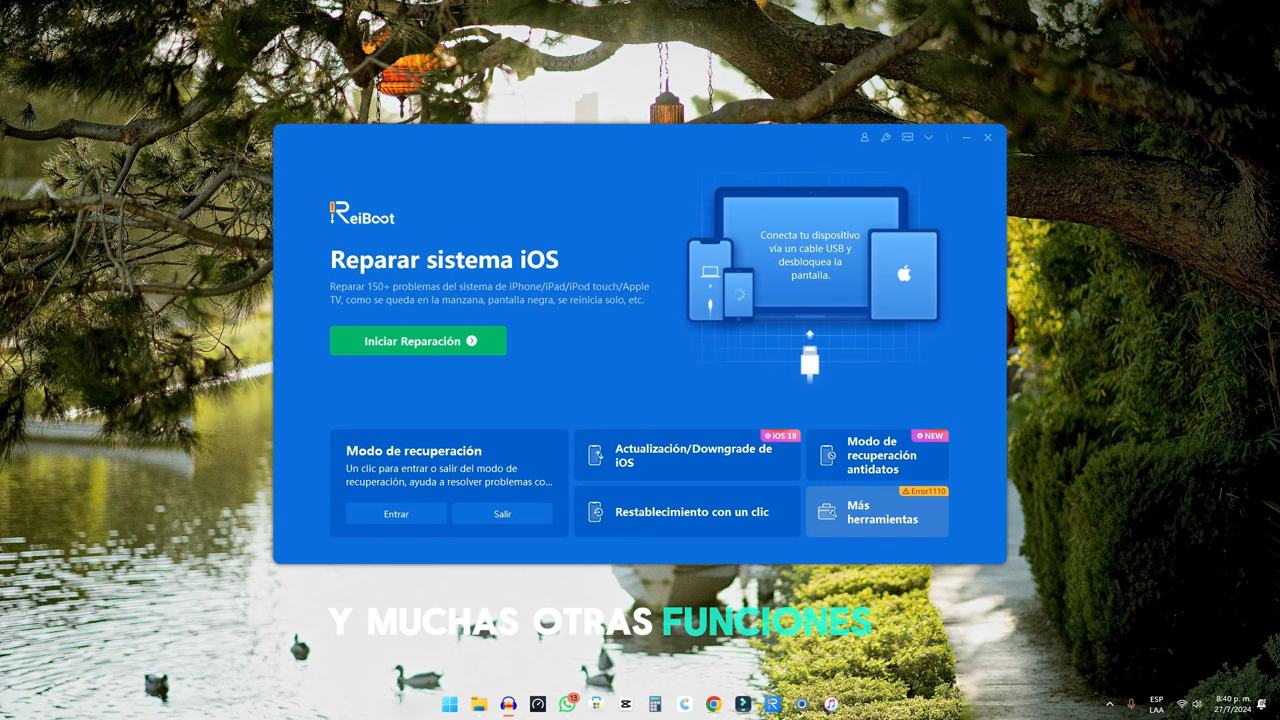 ReiBoot
Reparar sistema iOS
Reparar 150+ problemas del sistema de iPhone/iPad/iPod touch/Apple
TV, como se queda en la manzana, pantalla negra, se reinicia solo, etc.
Iniciar Reparación
Conecta tu dispositivo
vía un cable USB y
desbloquea la
pantalla.
Modo de recuperación
Un clic para entrar o salir del modo de
recuperación, ayuda a resolver problemas co...
Entrar
Salir
iOS 18
Actualización/Downgrade de
iOS
Restablecimiento con un clic
NEW
Modo de
recuperación
antidatos
Error1110
Más
herramientas
Y MUCHAS OTRAS FUNCIONES
13
ESP
LAA
8:40 p. m.
27/7/2024